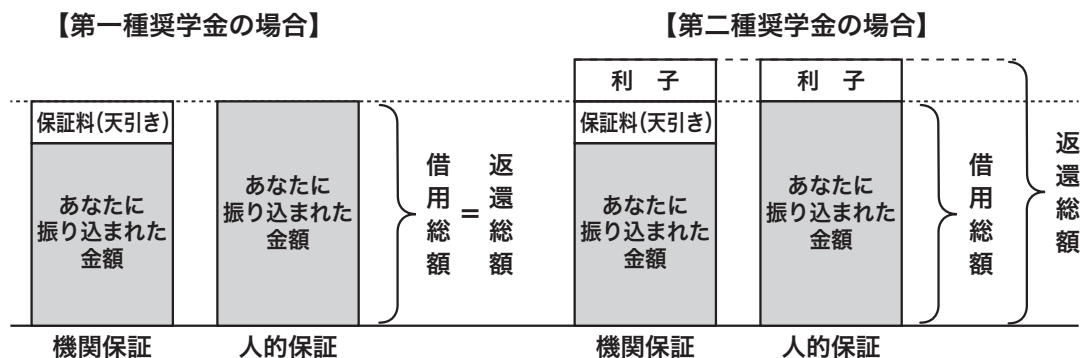 【第一種奨学金の場合】
保証料(天引き)
あなたに
振り込まれた
金額
機関保証
あなたに
振り込まれた
金額
人的保証
借用総額
=
返還総額
【第二種奨学金の場合】
利　子
保証料(天引き)
あなたに
振り込まれた
金額
機関保証
利　子
あなたに
振り込まれた
金額
人的保証
借用総額
返還総額